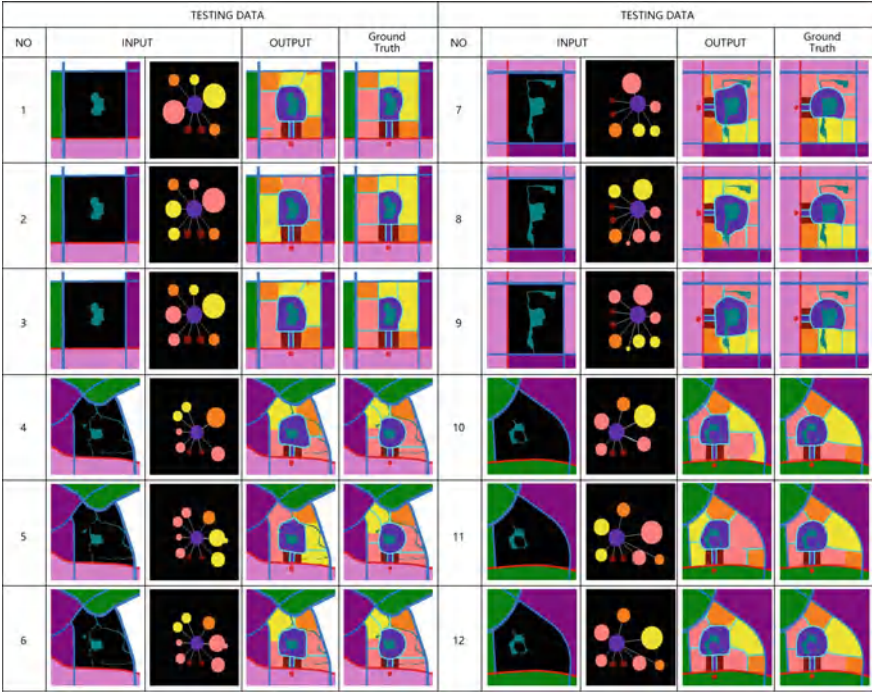 TESTING DATA
TESTING DATA
NO
INPUT
OUTPUT
Ground
Truth
NO
INPUT
OUTPUT
Ground
Truth
1
7
2
8
3
9
4
10
5
11
6
12